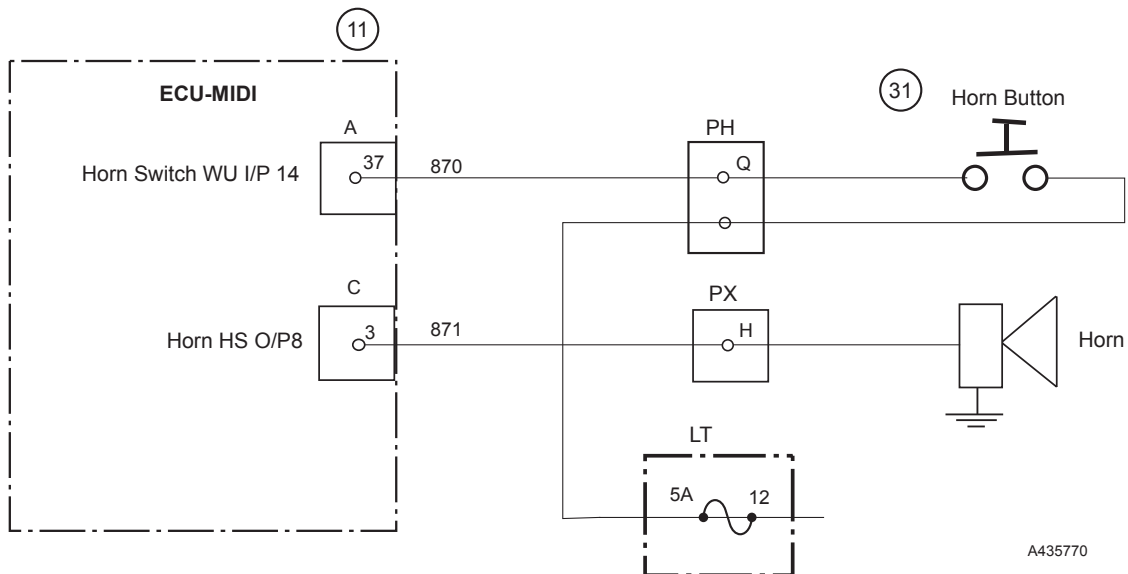 11
ECU-MIDI
31
Horn Button
A
PH
Horn Switch WU I/P 14
37
870
Q
C
PX
Horn HS O/P8
3
871
H
Horn
LT
5A
12
A435770